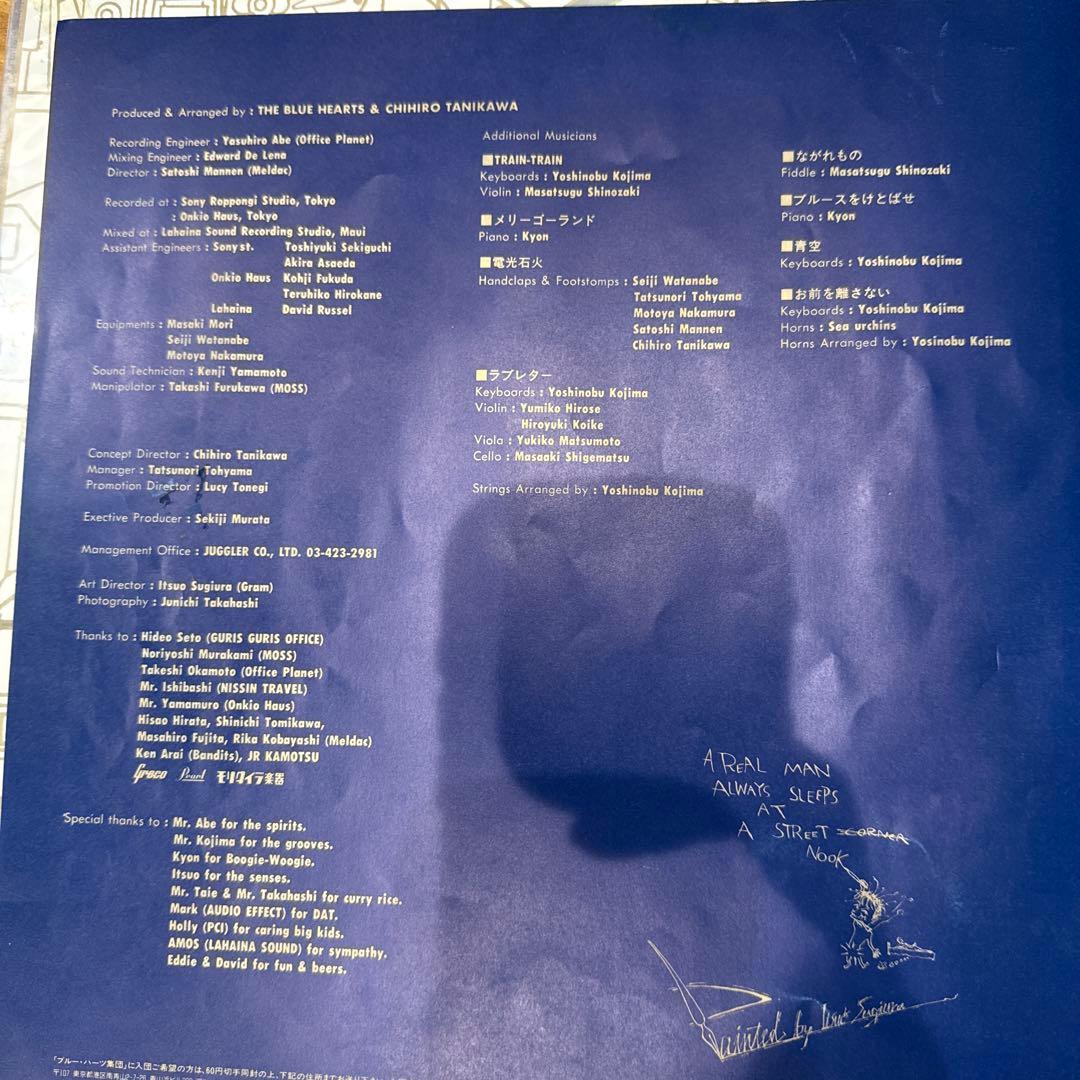 Produced & Arranged by : THE BLUE HEARTS & CHIHIRO TANIKAWA
Recording Engineer : Yasuhiro Abe (Office Planet)
Mixing Engineer : Edward De Lena
Director : Satoshi Mannen (Meldac)
Recorded at : Sony Roppongi Studio, Tokyo
: Onkio Haus, Tokyo
Mixed at : Lahaina Sound Recording Studio, Maui
Assistant Engineers : Sony st. Toshiyuki Sekiguchi
Akira Asaeda
Onkio Haus Kohji Fukuda
Teruhiko Hirokane
Lahaina David Russel
Equipments : Masaki Mori
Seiji Watanabe
Motoya Nakamura
Sound Technician : Kenji Yamamoto
Manipulator : Takashi Furukawa (MOSS)
Concept Director : Chihiro Tanikawa
Manager : Tatsunori Tohyama
Promotion Director : Lucy Tonegi
Exective Producer : Sekiji Murata
Management Office : JUGGLER CO., LTD. 03-423-2981
Art Director : Itsuo Sugiura (Gram)
Photography : Junichi Takahashi
Thanks to : Hideo Seto (GURIS GURIS OFFICE)
Noriyoshi Murakami (MOSS)
Takeshi Okamoto (Office Planet)
Mr. Ishibashi (NISSIN TRAVEL)
Mr. Yamamuro (Onkio Haus)
Hisao Hirata, Shinichi Tomikawa,
Masahiro Fujita, Rika Kobayashi (Meldac)
Ken Arai (Bandits), JR KAMOTSU
Greco Pearl モリダイラ楽器
Special thanks to : Mr. Abe for the spirits.
Mr. Kojima for the grooves.
Kyon for Boogie-Woogie.
Itsuo for the senses.
Mr. Taie & Mr. Takahashi for curry rice.
Mark (AUDIO EFFECT) for DAT.
Holly (PCI) for caring big kids.
AMOS (LAHAINA SOUND) for sympathy.
Eddie & David for fun & beers.
Additional Musicians
■TRAIN-TRAIN
Keyboards : Yoshinobu Kojima
Violin : Masatsugu Shinozaki
■メリーゴーランド
Piano : Kyon
■電光石火
Handclaps & Footstomps : Seiji Watanabe
Tatsunori Tohyama
Motoya Nakamura
Satoshi Mannen
Chihiro Tanikawa
■ラブレター
Keyboards : Yoshinobu Kojima
Violin : Yumiko Hirose
Hiroyuki Koike
Viola : Yukiko Matsumoto
Cello : Masaaki Shigematsu
Strings Arranged by : Yoshinobu Kojima
■ながれもの
Fiddle : Masatsugu Shinozaki
■ブルースをけとばせ
Piano : Kyon
■青空
Keyboards : Yoshinobu Kojima
■お前を離さない
Keyboards : Yoshinobu Kojima
Horns : Sea urchins
Horns Arranged by : Yosinobu Kojima
A REAL MAN
ALWAYS SLEEPS
AT
A STREET CORNER
NOOK
Painted by Itsuo Sugiura
「ブルー・ハーツ集団」に入団ご希望の方は、60円切手同封の上、下記の住所までお送り下さい
〒107 東京都港区南青山2-7-26